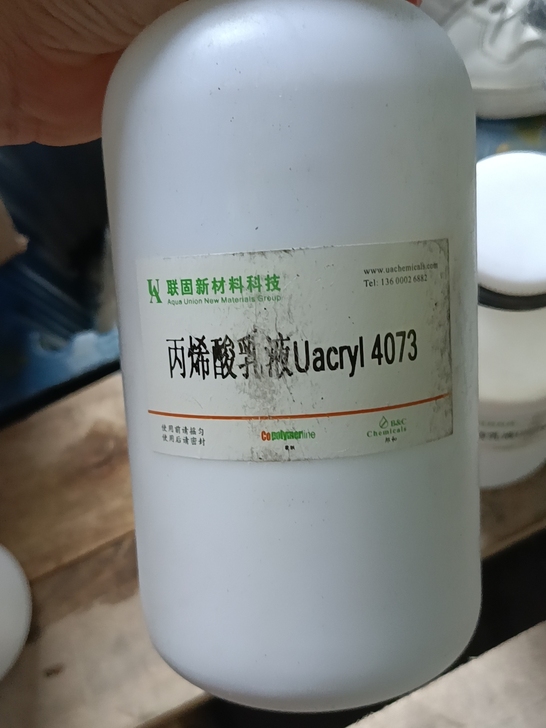 联固新材料科技
Aqua Union New Materials Group
www.uachemicals.com
Tel: 136 0002 6882
丙烯酸乳液Uacryl 4073
使用前请摇匀
使用后请密封
Copolymerline
B&C
Chemicals